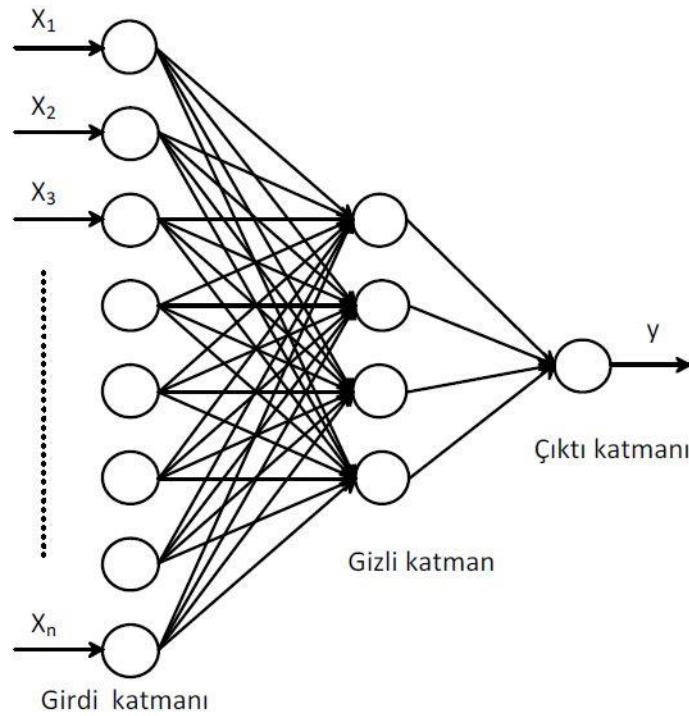 X₁
X₂
X₃
y
Çıktı katmanı
Gizli katman
Xₙ
Girdi katmanı